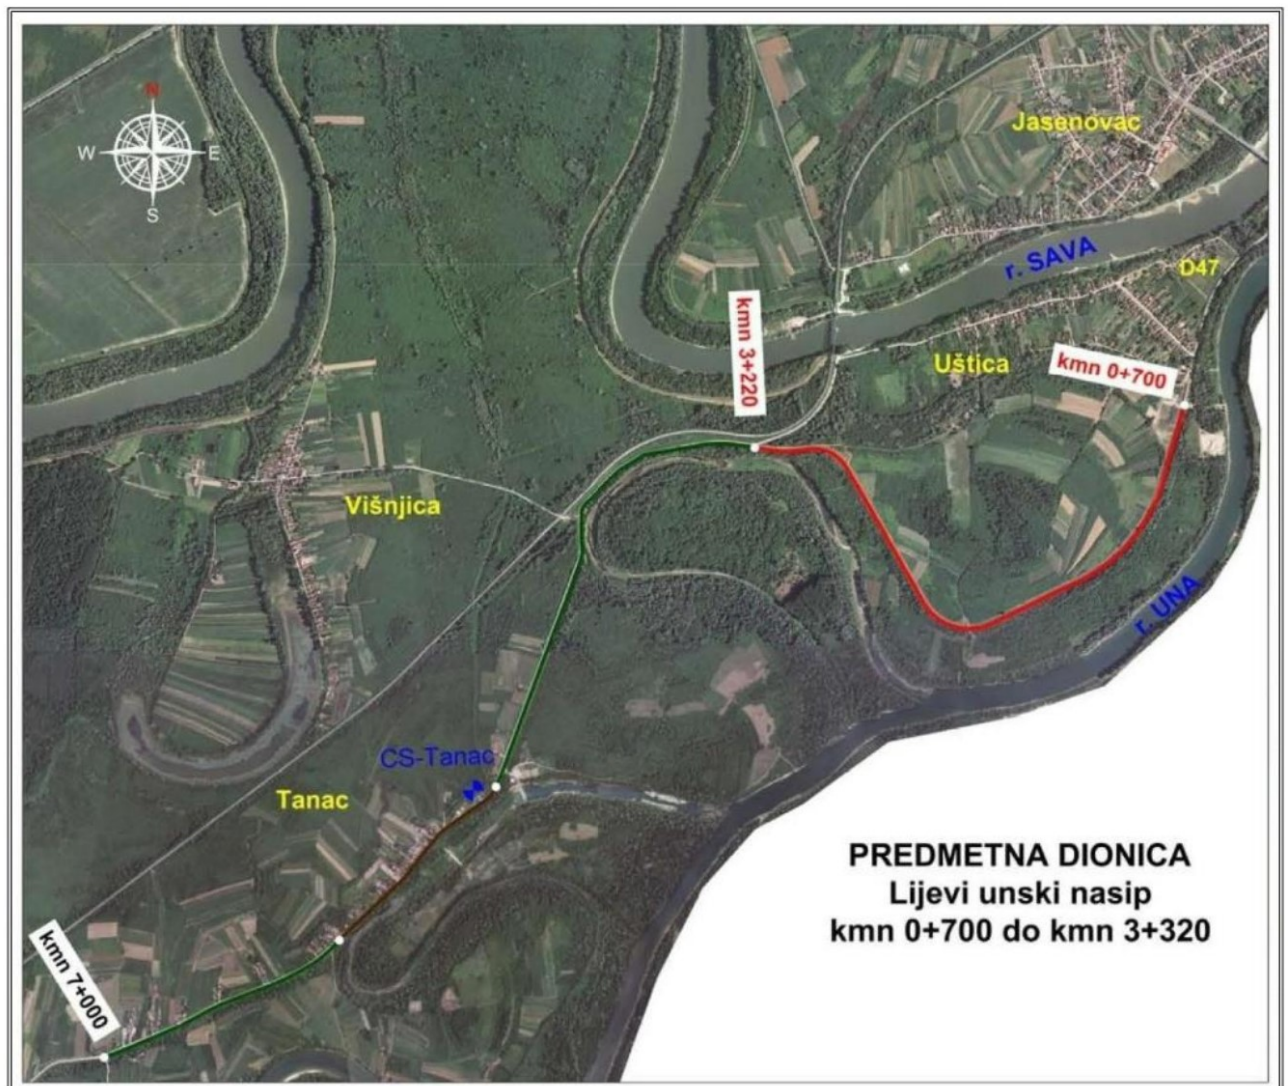 N
W
E
S
Jasenovac
r. SAVA
D47
kmn 3+220
Uštica
kmn 0+700
Višnjica
r. UNA
CS-Tanac
Tanac
PREDMETNA DIONICA
Lijevi unski nasip
kmn 0+700 do kmn 3+320
kmn 7+000